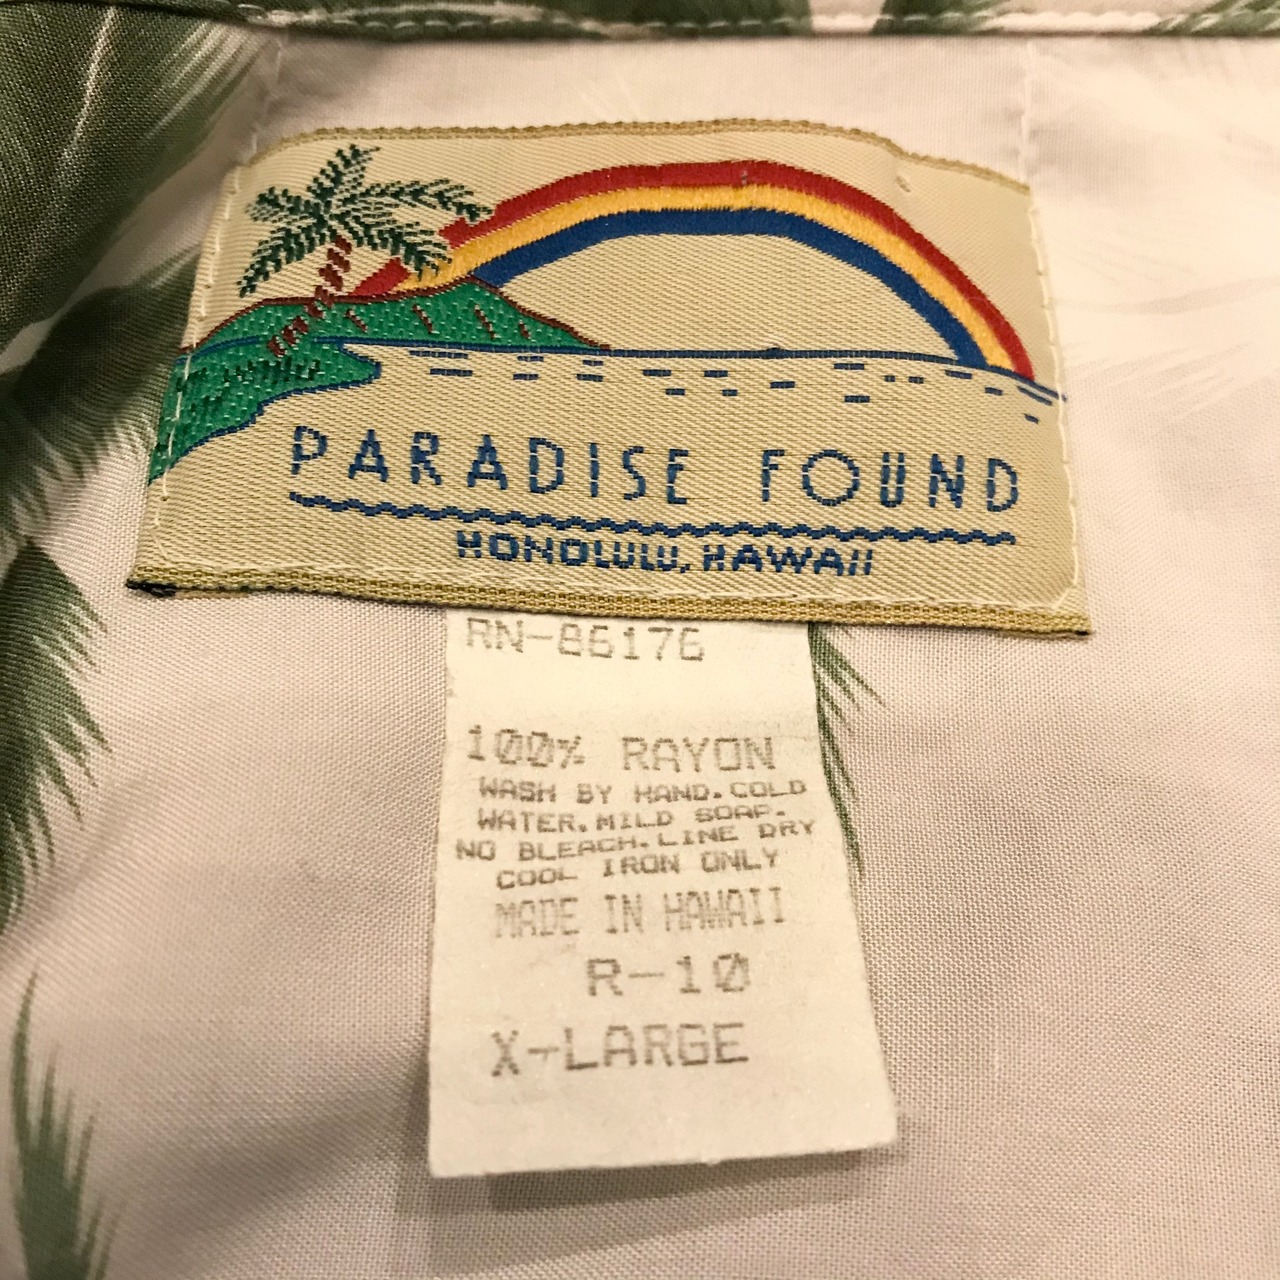 PARADISE FOUND
HONOLULU, HAWAII
RN-86176
100% RAYON
WASH BY HAND.COLD
WATER.MILD SOAP.
NO BLEACH.LINE DRY
COOL IRON ONLY
MADE IN HAWAII
R-10
X-LARGE